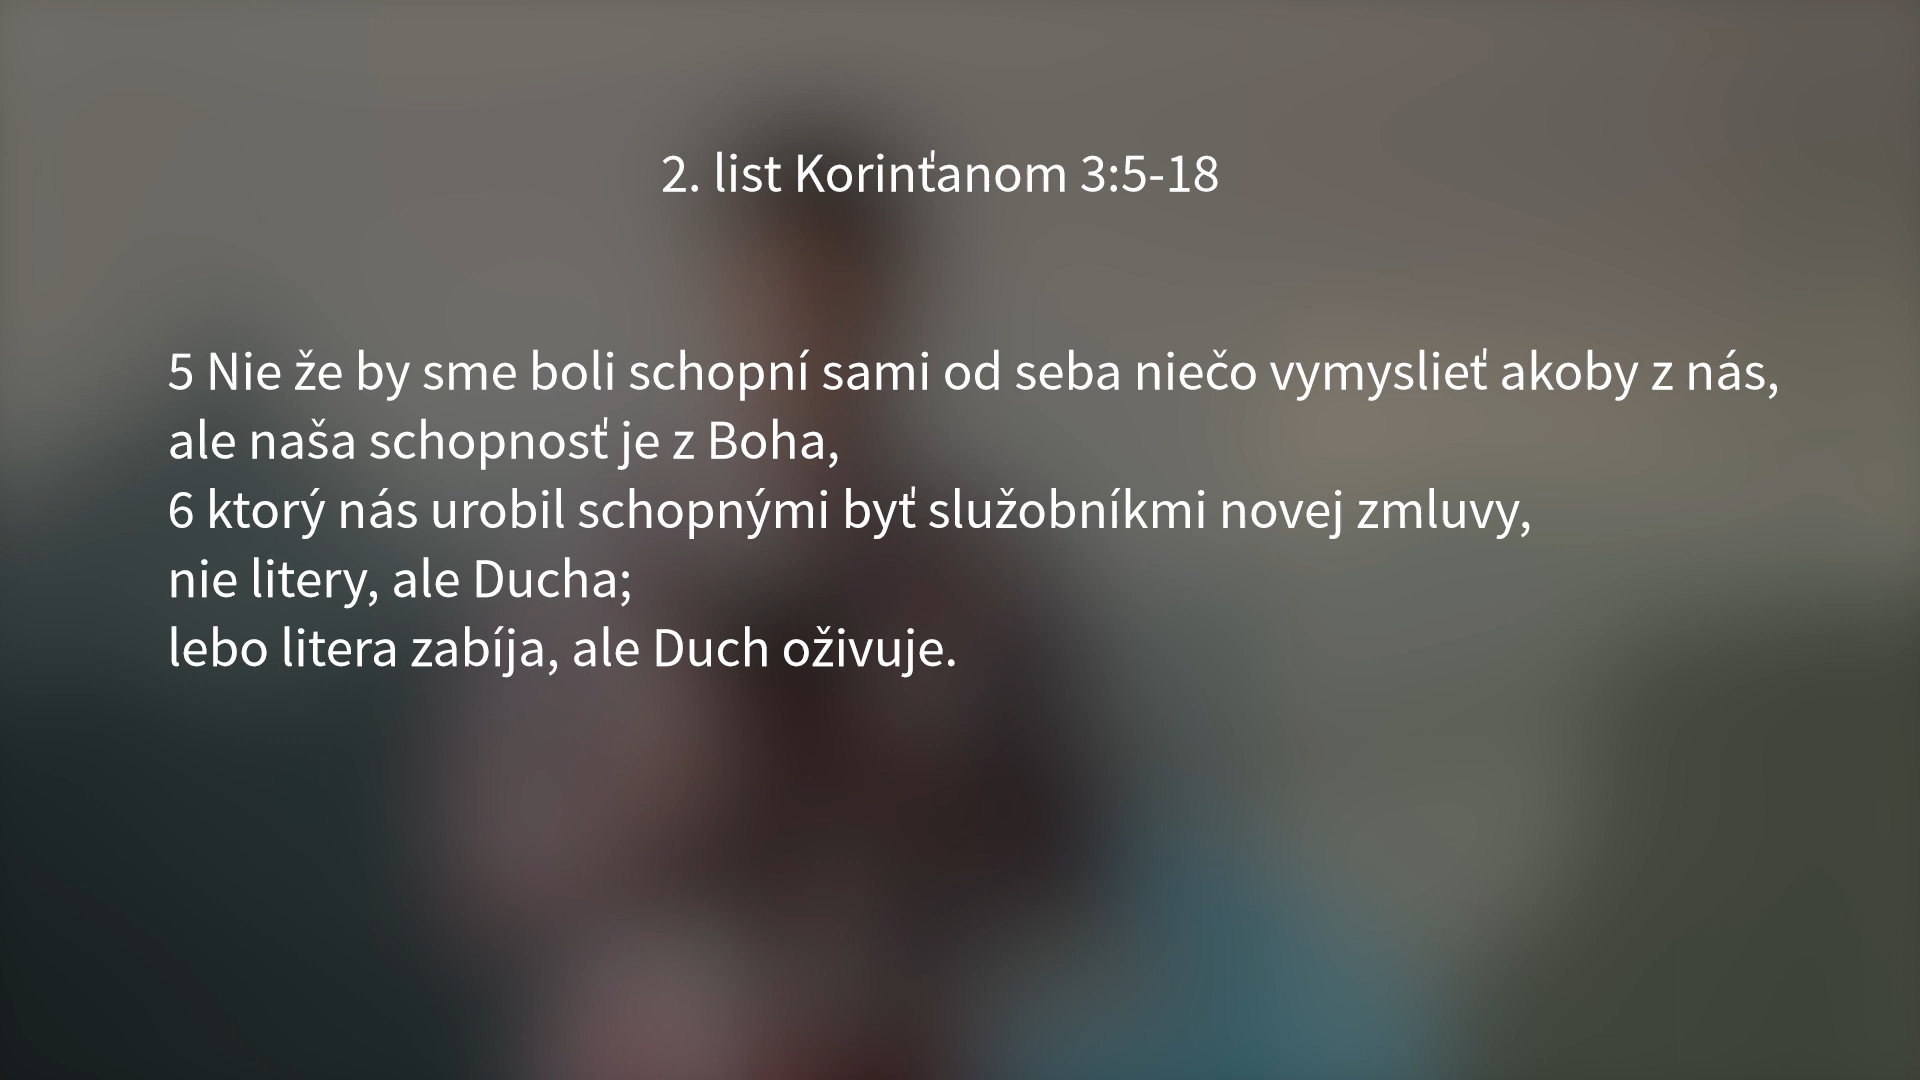 2. list Korinťanom 3:5-18
5 Nie že by sme boli schopní sami od seba niečo vymyslieť akoby z nás,
ale naša schopnosť je z Boha,
6 ktorý nás urobil schopnými byť služobníkmi novej zmluvy,
nie litery, ale Ducha;
lebo litera zabíja, ale Duch oživuje.